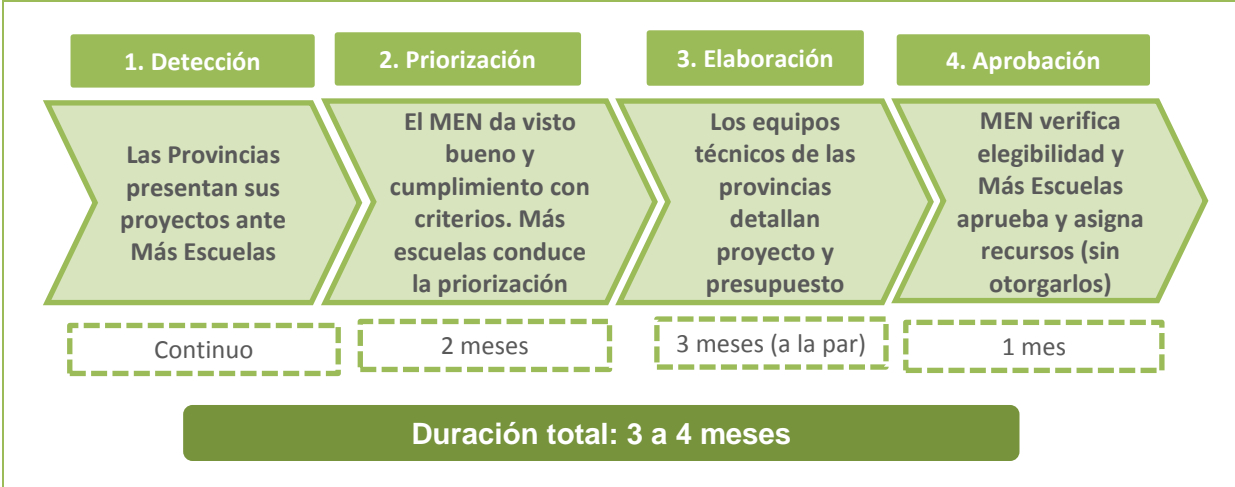 1. Detección
2. Priorización
3. Elaboración
4. Aprobación
Las Provincias
presentan sus
proyectos ante
Más Escuelas
El MEN da visto
bueno y
cumplimiento con
criterios. Más
escuelas conduce
la priorización
Los equipos
técnicos de las
provincias
detallan
proyecto y
presupuesto
MEN verifica
elegibilidad y
Más Escuelas
aprueba y asigna
recursos (sin
otorgarlos)
Continuo
2 meses
3 meses (a la par)
1 mes
Duración total: 3 a 4 meses